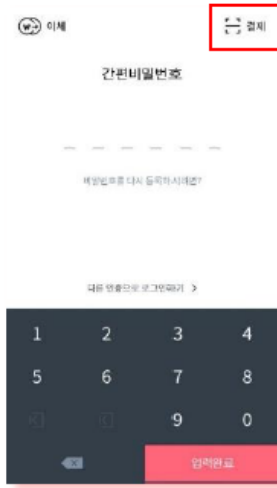 이체
결제
간편비밀번호
비밀번호를 다시 등록하시려면?
다른 인증으로 로그인하기 >
1 2 3 4
5 6 7 8
9 0
입력완료